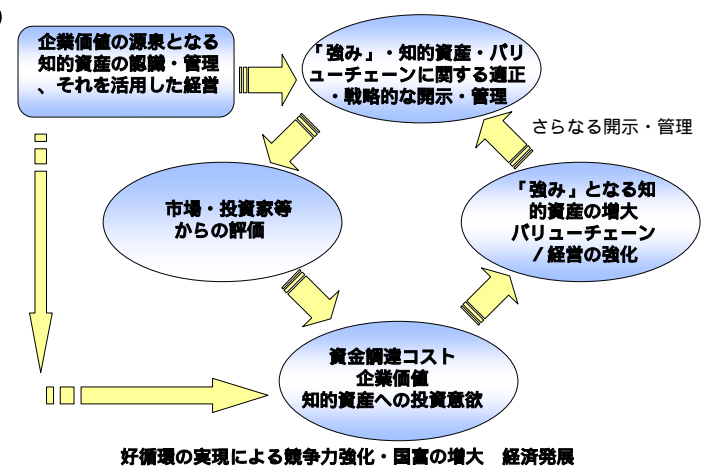 )
企業価値の源泉となる
知的資産の認識・管理
、それを活用した経営
「強み」・知的資産・バリ
ューチェーンに関する適正
・戦略的な開示・管理
さらなる開示・管理
市場・投資家等
からの評価
「強み」となる知
的資産の増大
バリューチェーン
/経営の強化
資金調達コスト
企業価値
知的資産への投資意欲
好循環の実現による競争力強化・国富の増大　経済発展